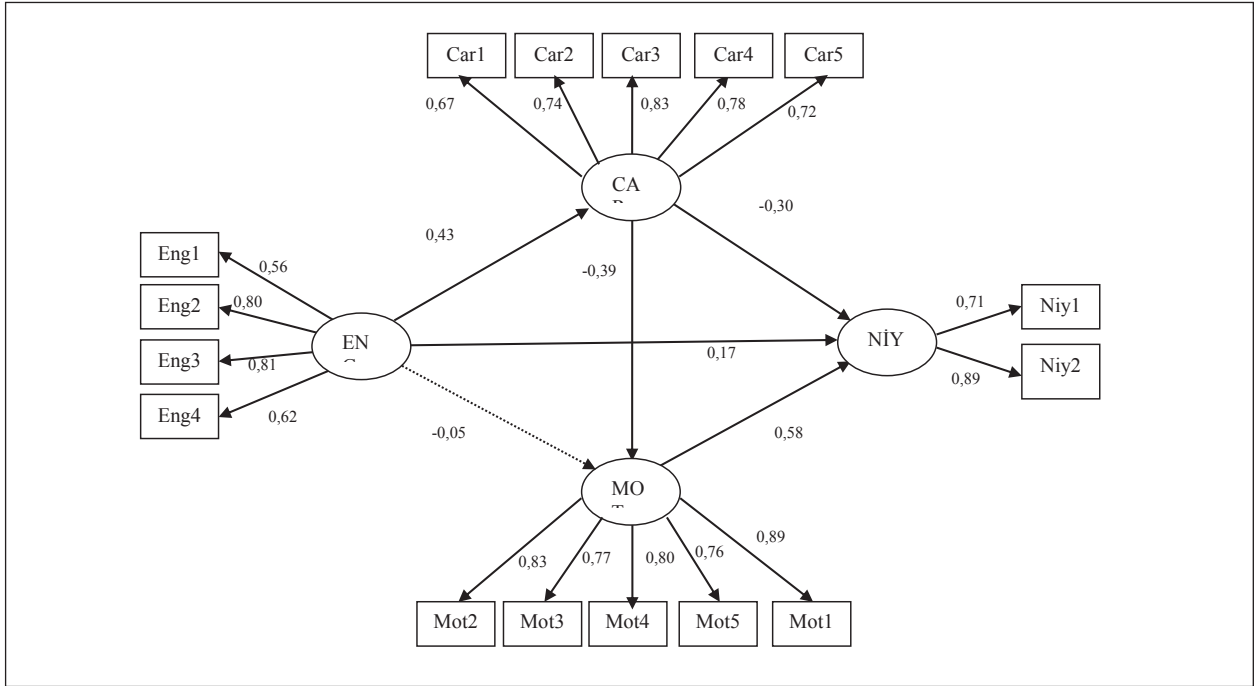 Car1 Car2 Car3 Car4 Car5
0,67 0,74 0,83 0,78 0,72
CA
-0,30
0,43
-0,39
Eng1
0,56
Eng2
0,80
Eng3
0,81
Eng4
0,62
EN
0,17
NİY
0,71
Niy1
0,89
Niy2
-0,05
0,58
MO
0,83 0,77 0,80 0,76 0,89
Mot2 Mot3 Mot4 Mot5 Mot1